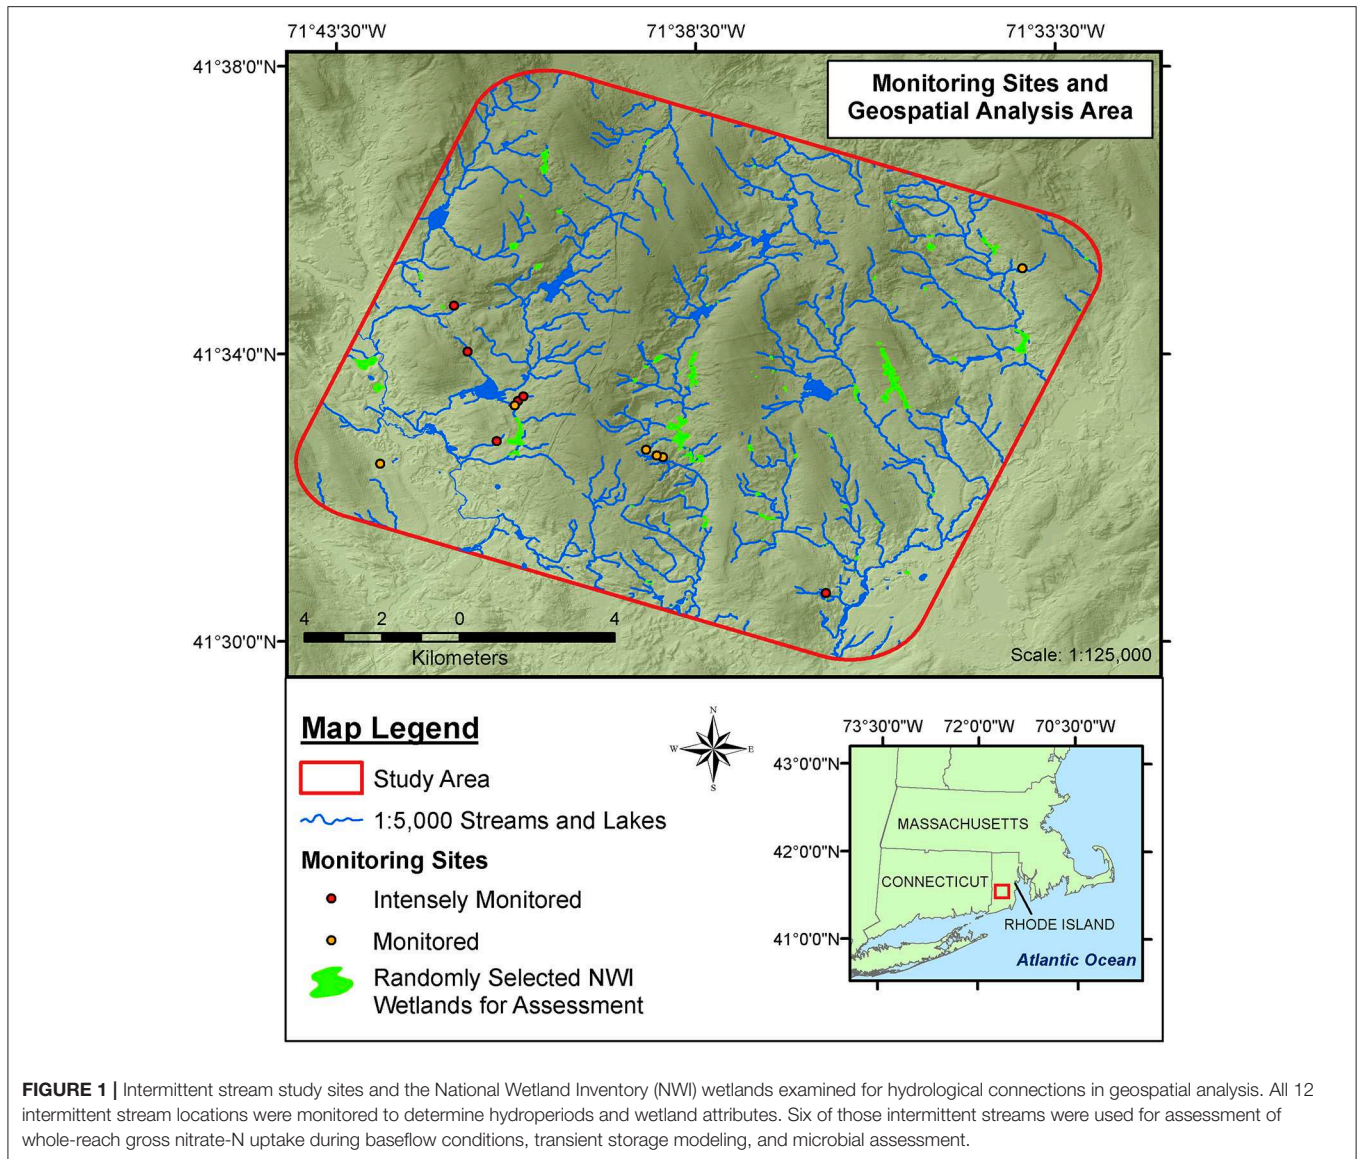 71°43'30"W
71°38'30"W
71°33'30"W
41°38'0"N
Monitoring Sites and
Geospatial Analysis Area
41°34'0"N
41°30'0"N
4 2 0 4
Kilometers
Scale: 1:125,000
Map Legend
Study Area
1:5,000 Streams and Lakes
Monitoring Sites
Intensely Monitored
Monitored
Randomly Selected NWI
Wetlands for Assessment
N
W E
S
73°30'0"W 72°0'0"W 70°30'0"W
43°0'0"N
MASSACHUSETTS
42°0'0"N
CONNECTICUT
RHODE ISLAND
41°0'0"N
Atlantic Ocean
FIGURE 1 | Intermittent stream study sites and the National Wetland Inventory (NWI) wetlands examined for hydrological connections in geospatial analysis. All 12
intermittent stream locations were monitored to determine hydroperiods and wetland attributes. Six of those intermittent streams were used for assessment of
whole-reach gross nitrate-N uptake during baseflow conditions, transient storage modeling, and microbial assessment.